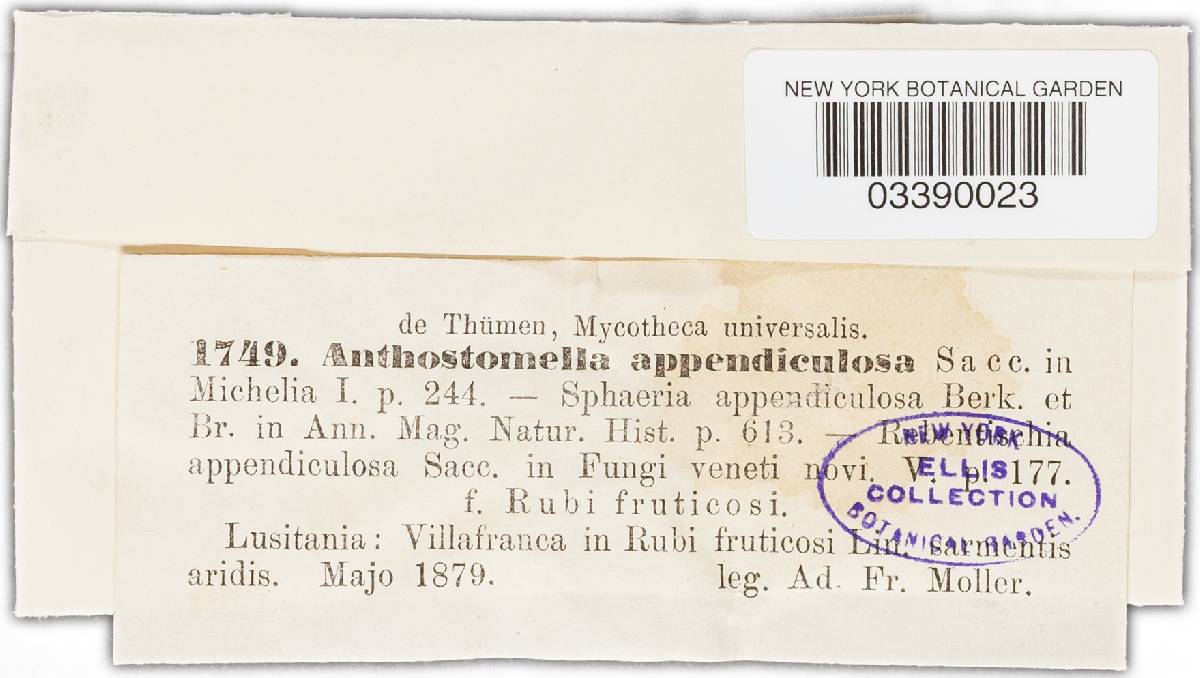 NEW YORK BOTANICAL GARDEN
03390023
de Thümen, Mycotheca universalis.
1749. Anthostomella appendiculosa Sacc. in
Michelia I. p. 244. — Sphaeria appendiculosa Berk. et
Br. in Ann. Mag. Natur. Hist. p. 613. — Rebentischia
appendiculosa Sacc. in Fungi veneti novi. V. p. 177.
f. Rubi fruticosi.
Lusitania: Villafranca in Rubi fruticosi Lin. sarmentis
aridis. Majo 1879. leg. Ad. Fr. Moller.
NEW YORK
ELLIS
COLLECTION
BOTANICAL GARDEN.